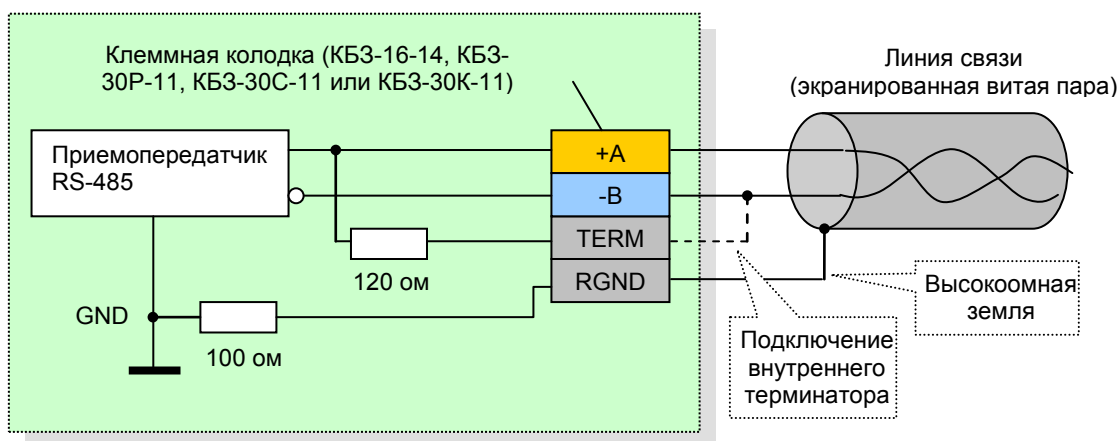 Клеммная колодка (КБЗ-16-14, КБЗ-
30Р-11, КБЗ-30С-11 или КБЗ-30К-11)
Линия связи
(экранированная витая пара)
Приемопередатчик
RS-485
+A
-B
TERM
RGND
120 ом
GND
100 ом
Высокоомная
земля
Подключение
внутреннего
терминатора